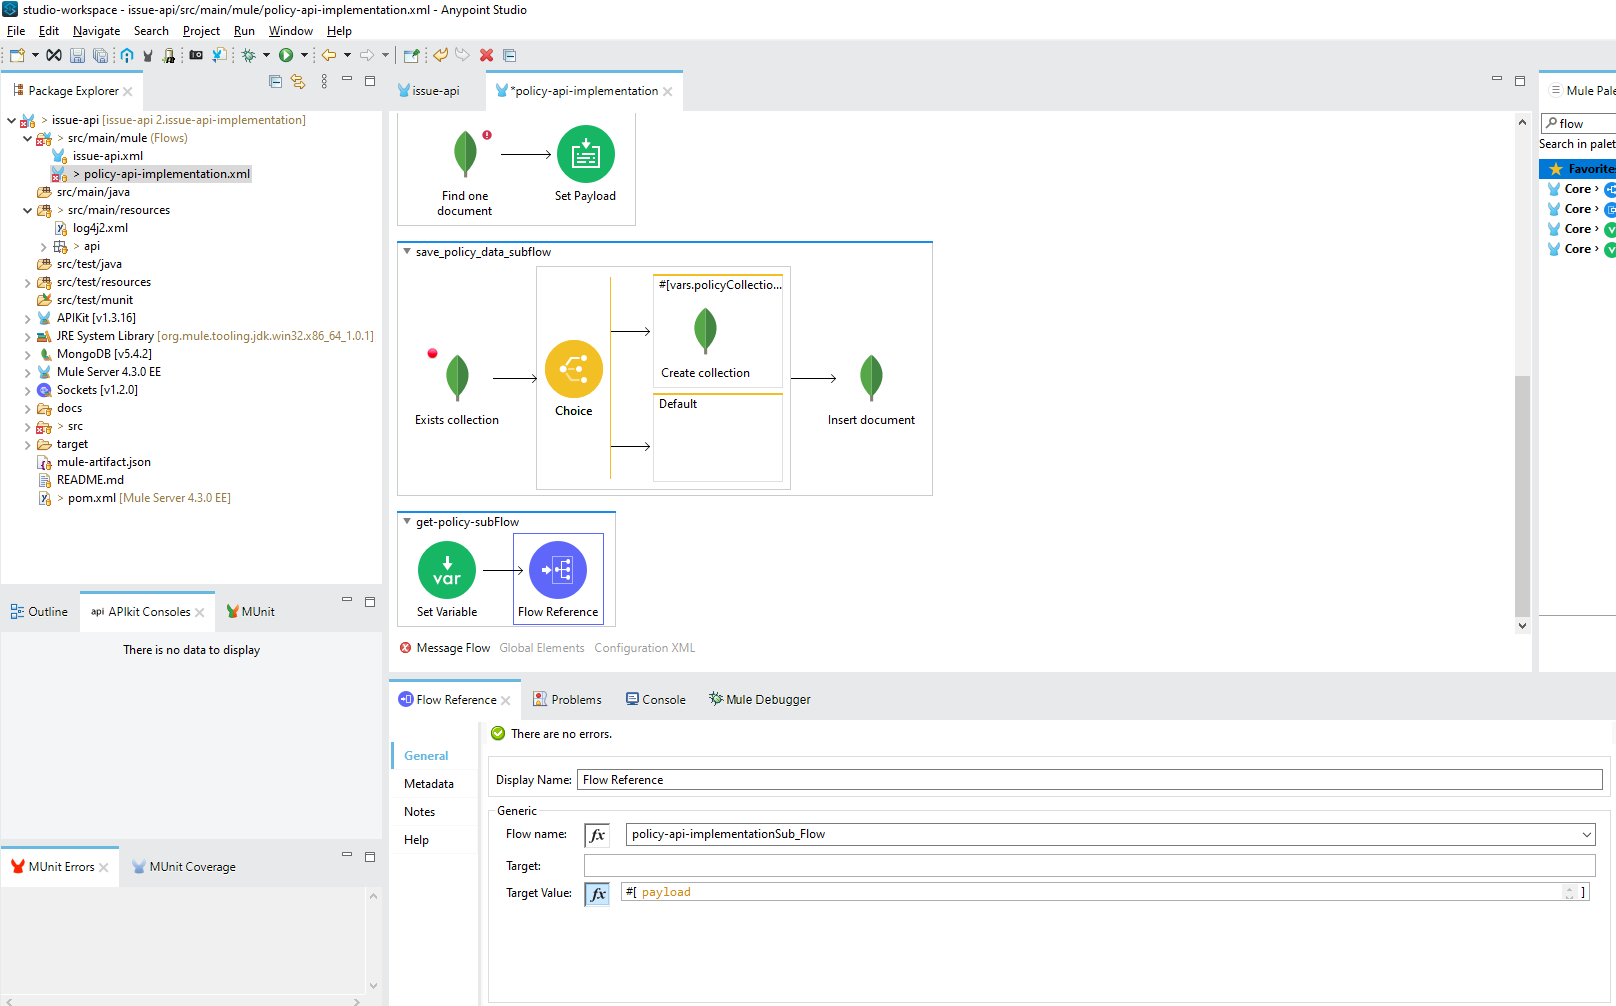 studio-workspace - issue-api/src/main/mule/policy-api-implementation.xml - Anypoint Studio
File Edit Navigate Search Project Run Window Help
Package Explorer
issue-api [issue-api 2.issue-api-implementation]
> src/main/mule (Flows)
issue-api.xml
> policy-api-implementation.xml
src/main/java
> src/main/resources
log4j2.xml
> api
src/test/java
src/test/resources
src/test/munit
APIKit [v1.3.16]
JRE System Library [org.mule.tooling.jdk.win32.x86_64_1.0.1]
MongoDB [v5.4.2]
Mule Server 4.3.0 EE
Sockets [v1.2.0]
docs
> src
target
mule-artifact.json
README.md
> pom.xml [Mule Server 4.3.0 EE]
Outline
api APIkit Consoles
MUnit
There is no data to display
MUnit Errors
MUnit Coverage
issue-api
*policy-api-implementation
Find one document
Set Payload
save_policy_data_subflow
Exists collection
Choice
#[vars.policyCollectio...
Create collection
Default
Insert document
get-policy-subFlow
var
Set Variable
Flow Reference
Message Flow Global Elements Configuration XML
Flow Reference
Problems
Console
Mule Debugger
There are no errors.
General
Metadata
Notes
Help
Display Name: Flow Reference
Generic
Flow name: fx policy-api-implementationSub_Flow
Target:
Target Value: fx #[ payload ]
Mule Pale
flow
Search in palet
Favorites
Core >
Core >
Core >
Core >